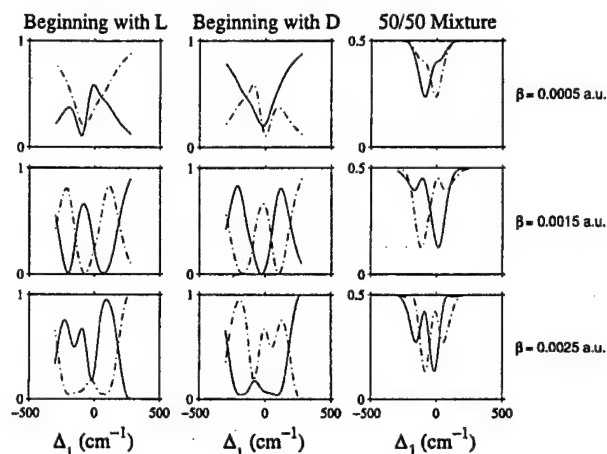 Beginning with L Beginning with D 50/50 Mixture
1 1 0.5
0 0 0
β = 0.0005 a.u.
1 1 0.5
0 0 0
β = 0.0015 a.u.
1 1 0.5
0 0 0
β = 0.0025 a.u.
−500 0 500 −500 0 500 −500 0 500
Δ₁ (cm⁻¹) Δ₁ (cm⁻¹) Δ₁ (cm⁻¹)